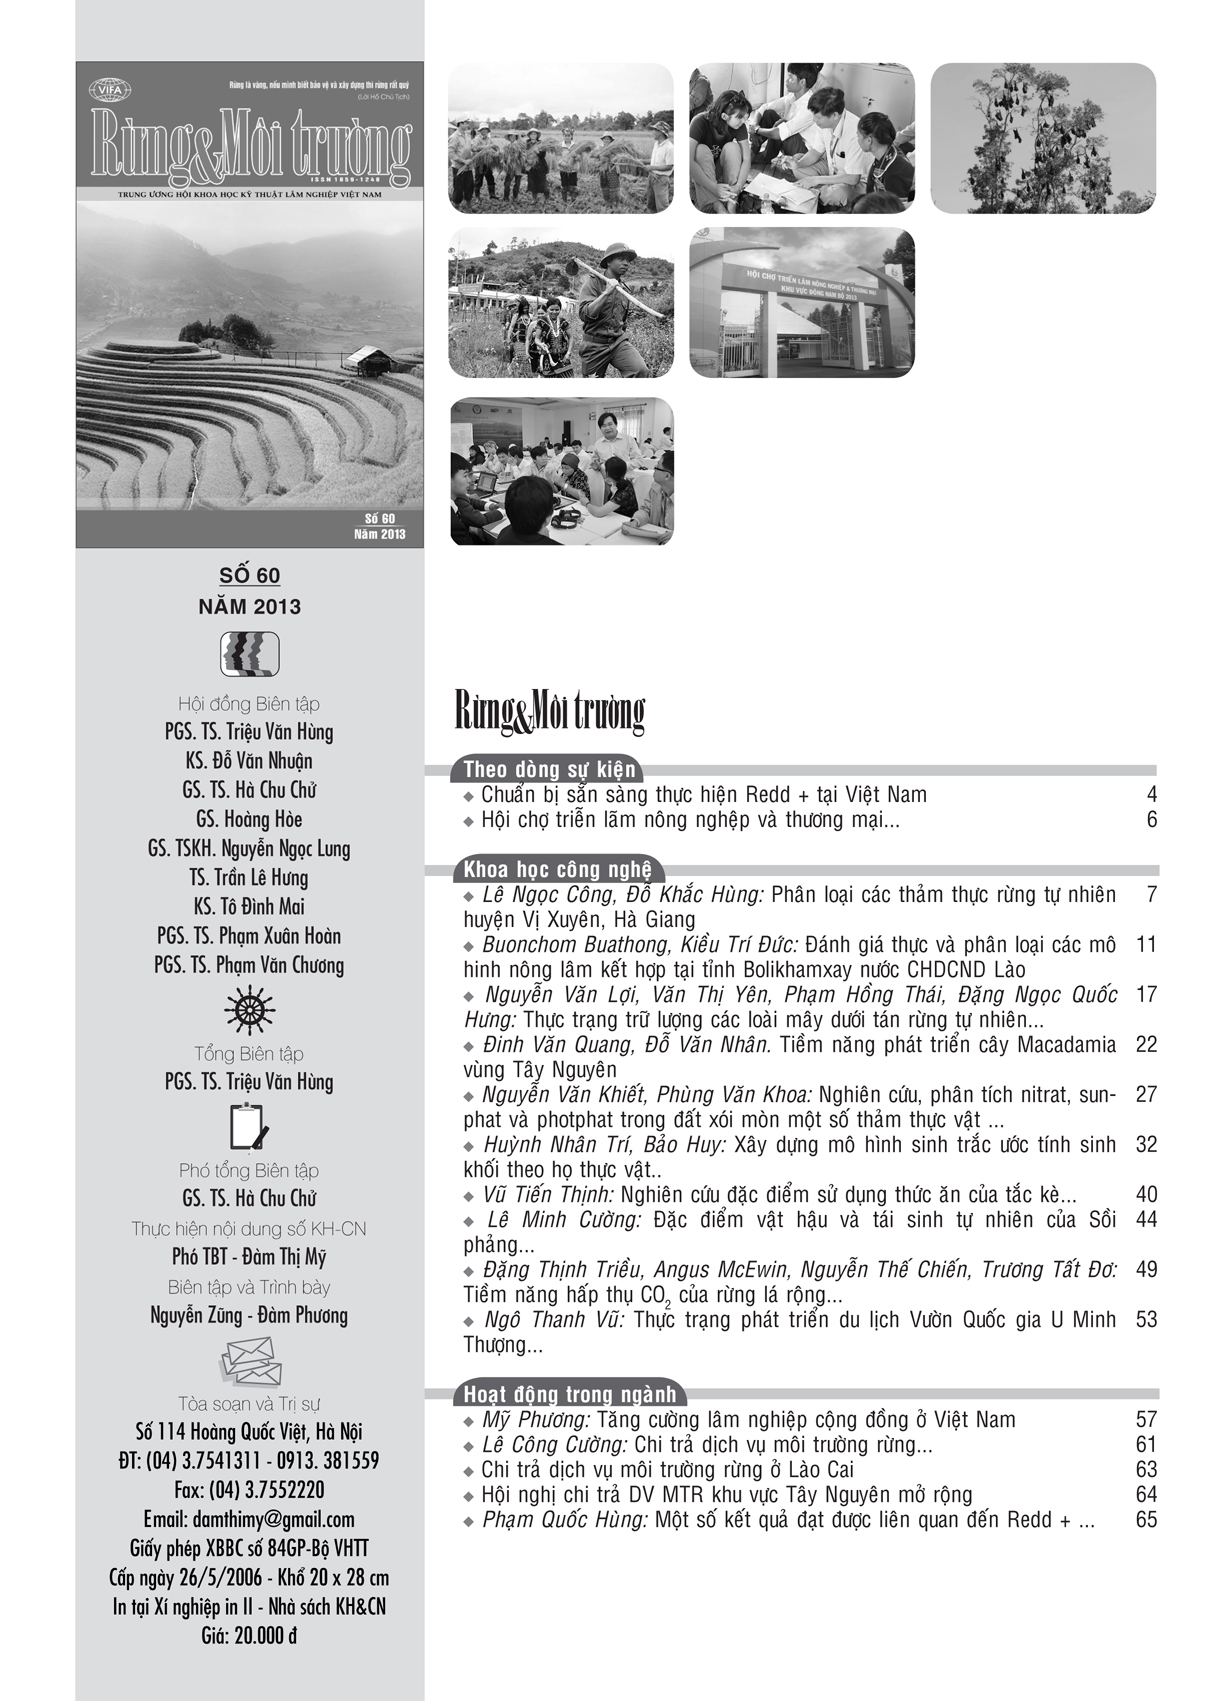 VIFA
Rừng là vàng, nếu mình biết bảo vệ và xây dựng thì rừng rất quý
(Lời Hồ Chủ Tịch)
Rừng&Môi trường
ISSN 1859-1248
TRUNG ƯƠNG HỘI KHOA HỌC KỸ THUẬT LÂM NGHIỆP VIỆT NAM
Số 60
Năm 2013
SỐ 60
NĂM 2013
Hội đồng Biên tập
PGS. TS. Triệu Văn Hùng
KS. Đỗ Văn Nhuận
GS. TS. Hà Chu Chử
GS. Hoàng Hòe
GS. TSKH. Nguyễn Ngọc Lung
TS. Trần Lê Hưng
KS. Tô Đình Mai
PGS. TS. Phạm Xuân Hoàn
PGS. TS. Phạm Văn Chương
Tổng Biên tập
PGS. TS. Triệu Văn Hùng
Phó tổng Biên tập
GS. TS. Hà Chu Chử
Thực hiện nội dung số KH-CN
Phó TBT - Đàm Thị Mỹ
Biên tập và Trình bày
Nguyễn Zũng - Đàm Phương
Tòa soạn và Trị sự
Số 114 Hoàng Quốc Việt, Hà Nội
ĐT: (04) 3.7541311 - 0913. 381559
Fax: (04) 3.7552220
Email: damthimy@gmail.com
Giấy phép XBBC số 84GP-Bộ VHTT
Cấp ngày 26/5/2006 - Khổ 20 x 28 cm
In tại Xí nghiệp in II - Nhà sách KH&CN
Giá: 20.000 đ
HỘI CHỢ TRIỂN LÃM NÔNG NGHIỆP & THƯƠNG MẠI
KHU VỰC ĐÔNG NAM BỘ 2013
Rừng&Môi trường
Theo dòng sự kiện
◆ Chuẩn bị sẵn sàng thực hiện Redd + tại Việt Nam 4
◆ Hội chợ triễn lãm nông nghệp và thương mại... 6
Khoa học công nghệ
◆ Lê Ngọc Công, Đỗ Khắc Hùng: Phân loại các thảm thực rừng tự nhiên 7
huyện Vị Xuyên, Hà Giang
◆ Buonchom Buathong, Kiều Trí Đức: Đánh giá thực và phân loại các mô 11
hinh nông lâm kết hợp tại tỉnh Bolikhamxay nước CHDCND Lào
◆ Nguyễn Văn Lợi, Văn Thị Yên, Phạm Hồng Thái, Đặng Ngọc Quốc 17
Hưng: Thực trạng trữ lượng các loài mây dưới tán rừng tự nhiên...
◆ Đinh Văn Quang, Đỗ Văn Nhân. Tiềm năng phát triển cây Macadamia 22
vùng Tây Nguyên
◆ Nguyễn Văn Khiết, Phùng Văn Khoa: Nghiên cứu, phân tích nitrat, sun- 27
phat và photphat trong đất xói mòn một số thảm thực vật ...
◆ Huỳnh Nhân Trí, Bảo Huy: Xây dựng mô hình sinh trắc ước tính sinh 32
khối theo họ thực vật..
◆ Vũ Tiến Thịnh: Nghiên cứu đặc điểm sử dụng thức ăn của tắc kè... 40
◆ Lê Minh Cường: Đặc điểm vật hậu và tái sinh tự nhiên của Sồi 44
phảng...
◆ Đặng Thịnh Triều, Angus McEwin, Nguyễn Thế Chiến, Trương Tất Đơ: 49
Tiềm năng hấp thụ CO2 của rừng lá rộng...
◆ Ngô Thanh Vũ: Thực trạng phát triển du lịch Vườn Quốc gia U Minh 53
Thượng...
Hoạt động trong ngành
◆ Mỹ Phương: Tăng cường lâm nghiệp cộng đồng ở Việt Nam 57
◆ Lê Công Cường: Chi trả dịch vụ môi trường rừng... 61
◆ Chi trả dịch vụ môi trường rừng ở Lào Cai 63
◆ Hội nghị chi trả DV MTR khu vực Tây Nguyên mở rộng 64
◆ Phạm Quốc Hùng: Một số kết quả đạt được liên quan đến Redd + ... 65